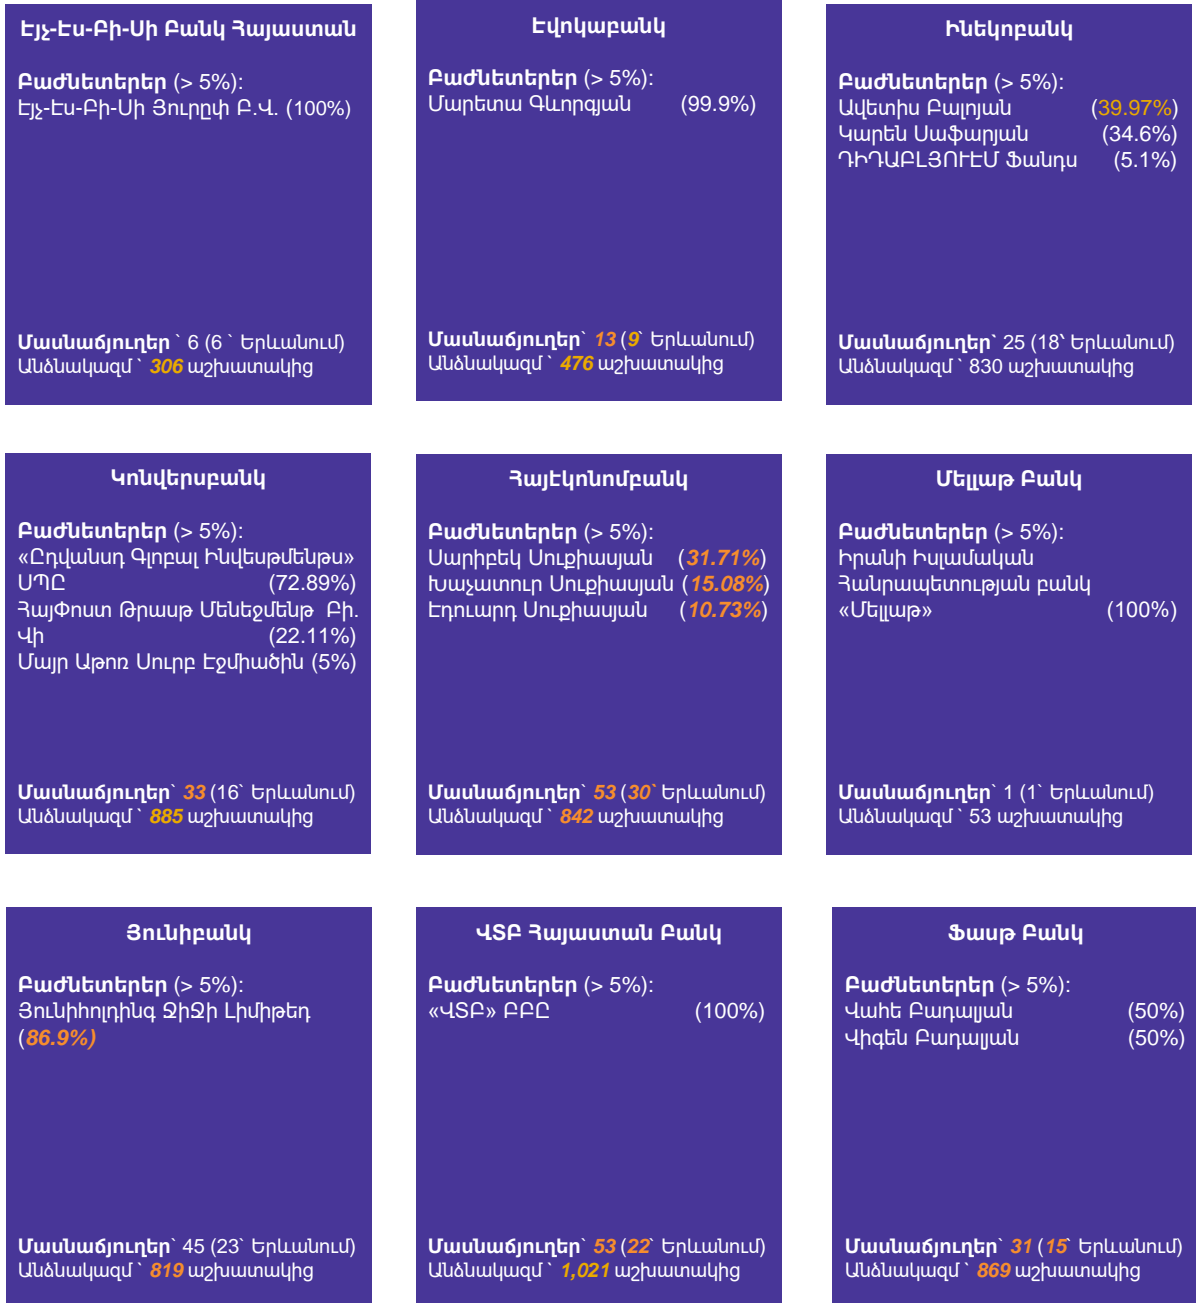 Էյչ-Էս-Բի-Սի Բանկ Հայաստան
Բաժնետերեր (> 5%):
Էյչ-Էս-Բի-Սի Յուրըփ Բ.Վ. (100%)
Մասնաճյուղեր ` 6 (6 ` Երևանում)
Անձնակազմ ` 306 աշխատակից
Էվոկաբանկ
Բաժնետերեր (> 5%):
Մարետա Գևորգյան (99.9%)
Մասնաճյուղեր` 13 (9` Երևանում)
Անձնակազմ ` 476 աշխատակից
Ինեկոբանկ
Բաժնետերեր (> 5%):
Ավետիս Բալոյան (39.97%)
Կարեն Սաֆարյան (34.6%)
ԴԻԴԱԲԼՅՈՒԷՄ Ֆանդս (5.1%)
Մասնաճյուղեր` 25 (18` Երևանում)
Անձնակազմ ` 830 աշխատակից
Կոնվերսբանկ
Բաժնետերեր (> 5%):
«Ըդվանսդ Գլոբալ Ինվեսթմենթս»
ՍՊԸ (72.89%)
ՀայՓոստ Թրասթ Մենեջմենթ Բի.
Վի (22.11%)
Մայր Աթոռ Սուրբ Էջմիածին (5%)
Մասնաճյուղեր` 33 (16` Երևանում)
Անձնակազմ ` 885 աշխատակից
ՀայԷկոնոմբանկ
Բաժնետերեր (> 5%):
Սարիբեկ Սուքիասյան (31.71%)
Խաչատուր Սուքիասյան (15.08%)
Էդուարդ Սուքիասյան (10.73%)
Մասնաճյուղեր` 53 (30` Երևանում)
Անձնակազմ ` 842 աշխատակից
Մելլաթ Բանկ
Բաժնետերեր (> 5%):
Իրանի Իսլամական
Հանրապետության բանկ
«Մելլաթ» (100%)
Մասնաճյուղեր` 1 (1` Երևանում)
Անձնակազմ ` 53 աշխատակից
Յունիբանկ
Բաժնետերեր (> 5%):
Յունիհոլդինգ ՋիՋի Լիմիթեդ
(86.9%)
Մասնաճյուղեր` 45 (23` Երևանում)
Անձնակազմ ` 819 աշխատակից
ՎՏԲ Հայաստան Բանկ
Բաժնետերեր (> 5%):
«ՎՏԲ» ԲԲԸ (100%)
Մասնաճյուղեր` 53 (22` Երևանում)
Անձնակազմ ` 1,021 աշխատակից
Ֆասթ Բանկ
Բաժնետերեր (> 5%):
Վահե Բադալյան (50%)
Վիգեն Բադալյան (50%)
Մասնաճյուղեր` 31 (15` Երևանում)
Անձնակազմ ` 869 աշխատակից